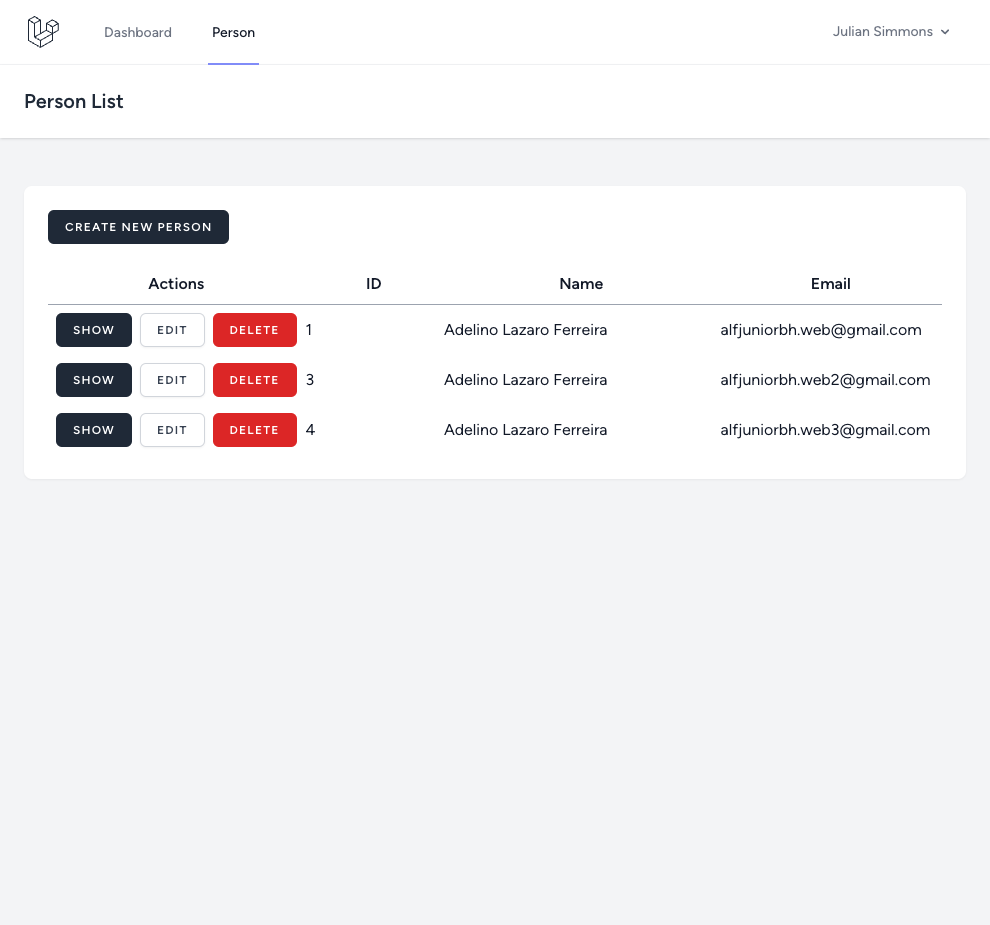 Dashboard Person Julian Simmons
Person List
CREATE NEW PERSON
Actions ID Name Email
SHOW EDIT DELETE 1 Adelino Lazaro Ferreira alfjuniorbh.web@gmail.com
SHOW EDIT DELETE 3 Adelino Lazaro Ferreira alfjuniorbh.web2@gmail.com
SHOW EDIT DELETE 4 Adelino Lazaro Ferreira alfjuniorbh.web3@gmail.com